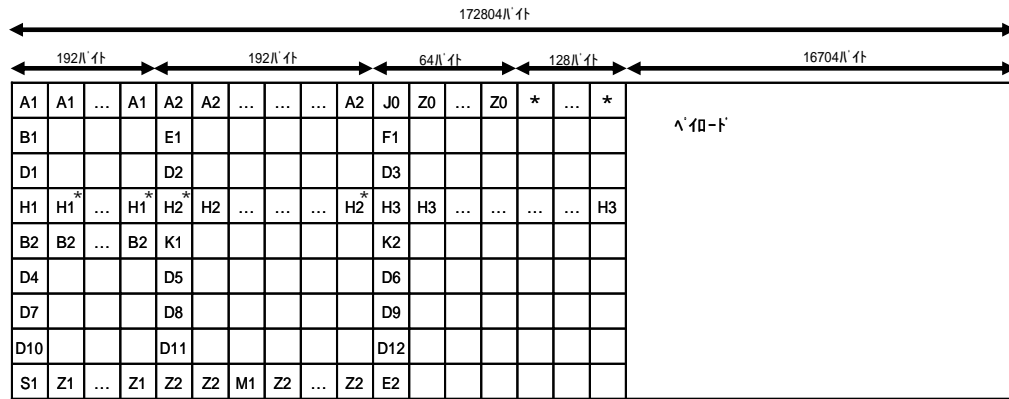 172804ﾊﾞｲﾄ
192ﾊﾞｲﾄ 192ﾊﾞｲﾄ 64ﾊﾞｲﾄ 128ﾊﾞｲﾄ 16704ﾊﾞｲﾄ
A1 A1 … A1 A2 A2 … … … A2 J0 Z0 … Z0 * … *
ﾍﾟｲﾛｰﾄﾞ
B1 E1 F1
D1 D2 D3
H1 H1* … H1* H2* H2 … … … H2* H3 H3 … … … … H3
B2 B2 … B2 K1 K2
D4 D5 D6
D7 D8 D9
D10 D11 D12
S1 Z1 … Z1 Z2 Z2 M1 Z2 … Z2 E2